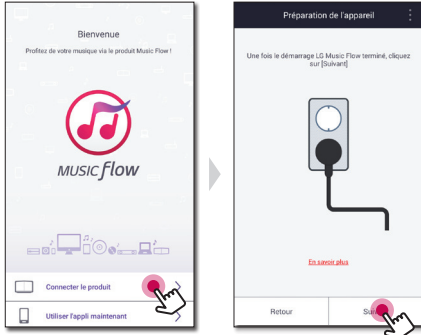 Bienvenue
Profitez de votre musique via le produit Music Flow !
MUSIC flow
Connecter le produit
Utiliser l'appli maintenant
Préparation de l'appareil
Une fois le démarrage LG Music Flow terminé, cliquez
sur [Suivant]
En savoir plus
Retour